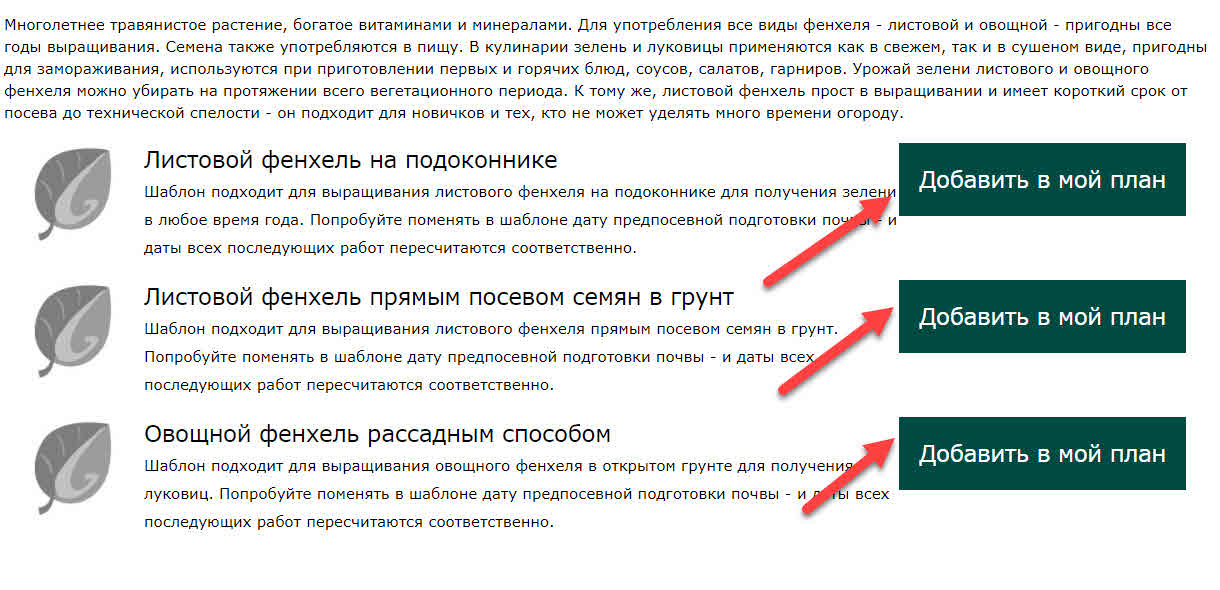 Многолетнее травянистое растение, богатое витаминами и минералами. Для употребления все виды фенхеля - листовой и овощной - пригодны все
годы выращивания. Семена также употребляются в пищу. В кулинарии зелень и луковицы применяются как в свежем, так и в сушеном виде, пригодны
для замораживания, используются при приготовлении первых и горячих блюд, соусов, салатов, гарниров. Урожай зелени листового и овощного
фенхеля можно убирать на протяжении всего вегетационного периода. К тому же, листовой фенхель прост в выращивании и имеет короткий срок от
посева до технической спелости - он подходит для новичков и тех, кто не может уделять много времени огороду.
Листовой фенхель на подоконнике
Шаблон подходит для выращивания листового фенхеля на подоконнике для получения зелени
в любое время года. Попробуйте поменять в шаблоне дату предпосевной подготовки почвы - и
даты всех последующих работ пересчитаются соответственно.
Добавить в мой план
Листовой фенхель прямым посевом семян в грунт
Шаблон подходит для выращивания листового фенхеля прямым посевом семян в грунт.
Попробуйте поменять в шаблоне дату предпосевной подготовки почвы - и даты всех
последующих работ пересчитаются соответственно.
Добавить в мой план
Овощной фенхель рассадным способом
Шаблон подходит для выращивания овощного фенхеля в открытом грунте для получения
луковиц. Попробуйте поменять в шаблоне дату предпосевной подготовки почвы - и даты всех
последующих работ пересчитаются соответственно.
Добавить в мой план